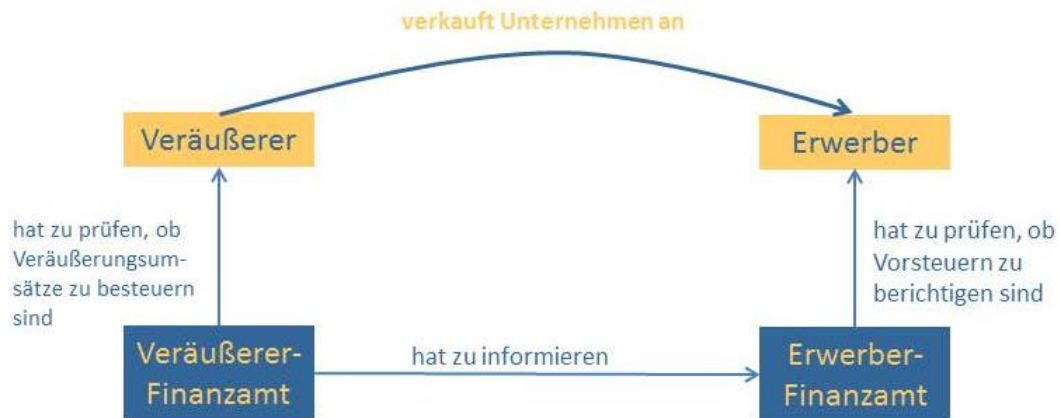 verkauft Unternehmen an
Veräußerer
Erwerber
hat zu prüfen, ob
Veräußerungsum-
sätze zu besteuern
sind
hat zu prüfen, ob
Vorsteuern zu
berichtigen sind
Veräußerer-
Finanzamt
hat zu informieren
Erwerber-
Finanzamt